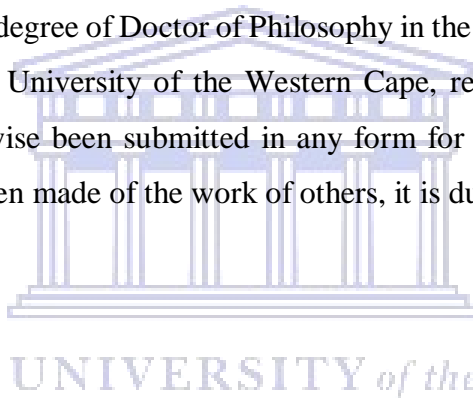 degree of Doctor of Philosophy in the
University of the Western Cape, re
wise been submitted in any form for
en made of the work of others, it is du
UNIVERSITY of the